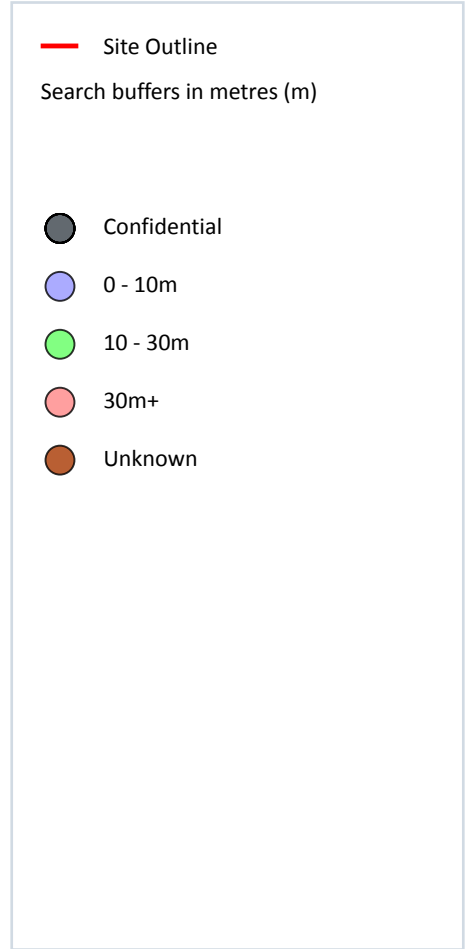 Site Outline
Search buffers in metres (m)
Confidential
0 - 10m
10 - 30m
30m+
Unknown